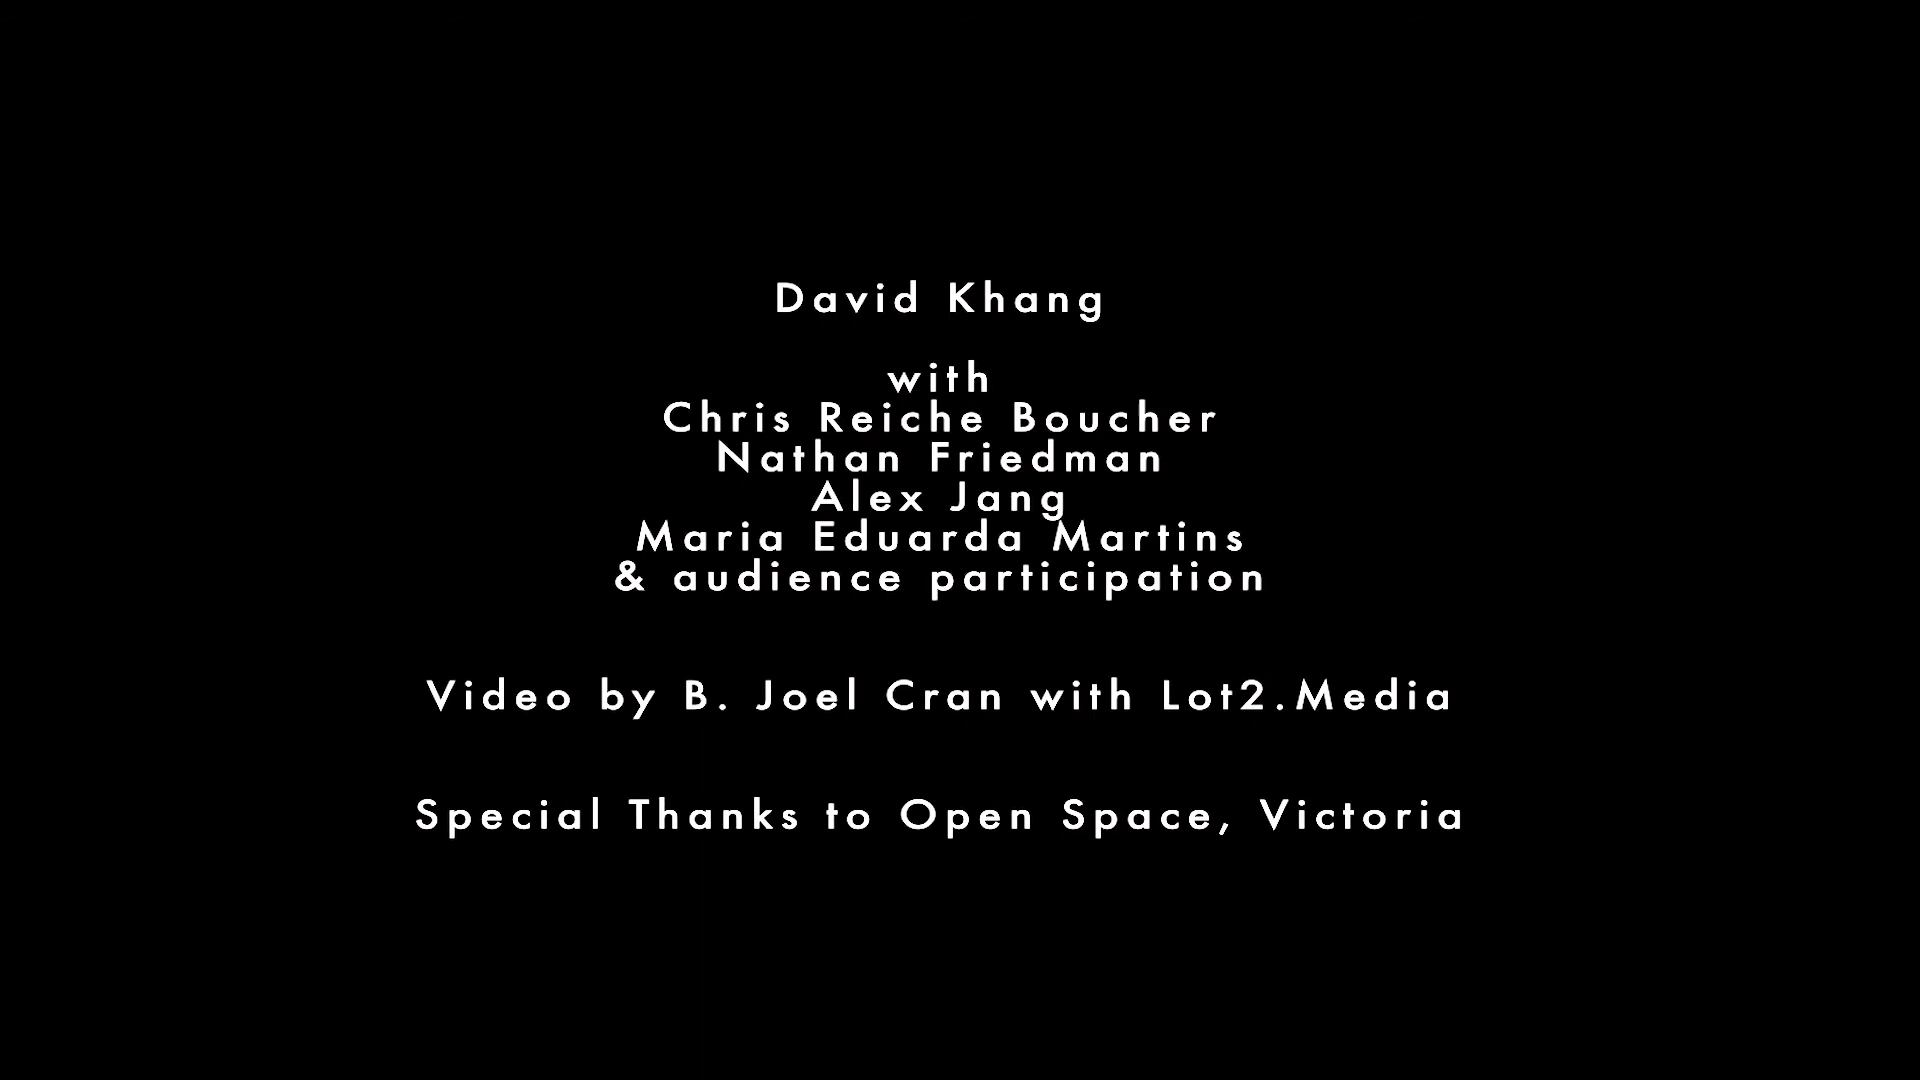 David Khang
with
Chris Reiche Boucher
Nathan Friedman
Alex Jang
Maria Eduarda Martins
& audience participation
Video by B. Joel Cran with Lot2.Media
Special Thanks to Open Space, Victoria